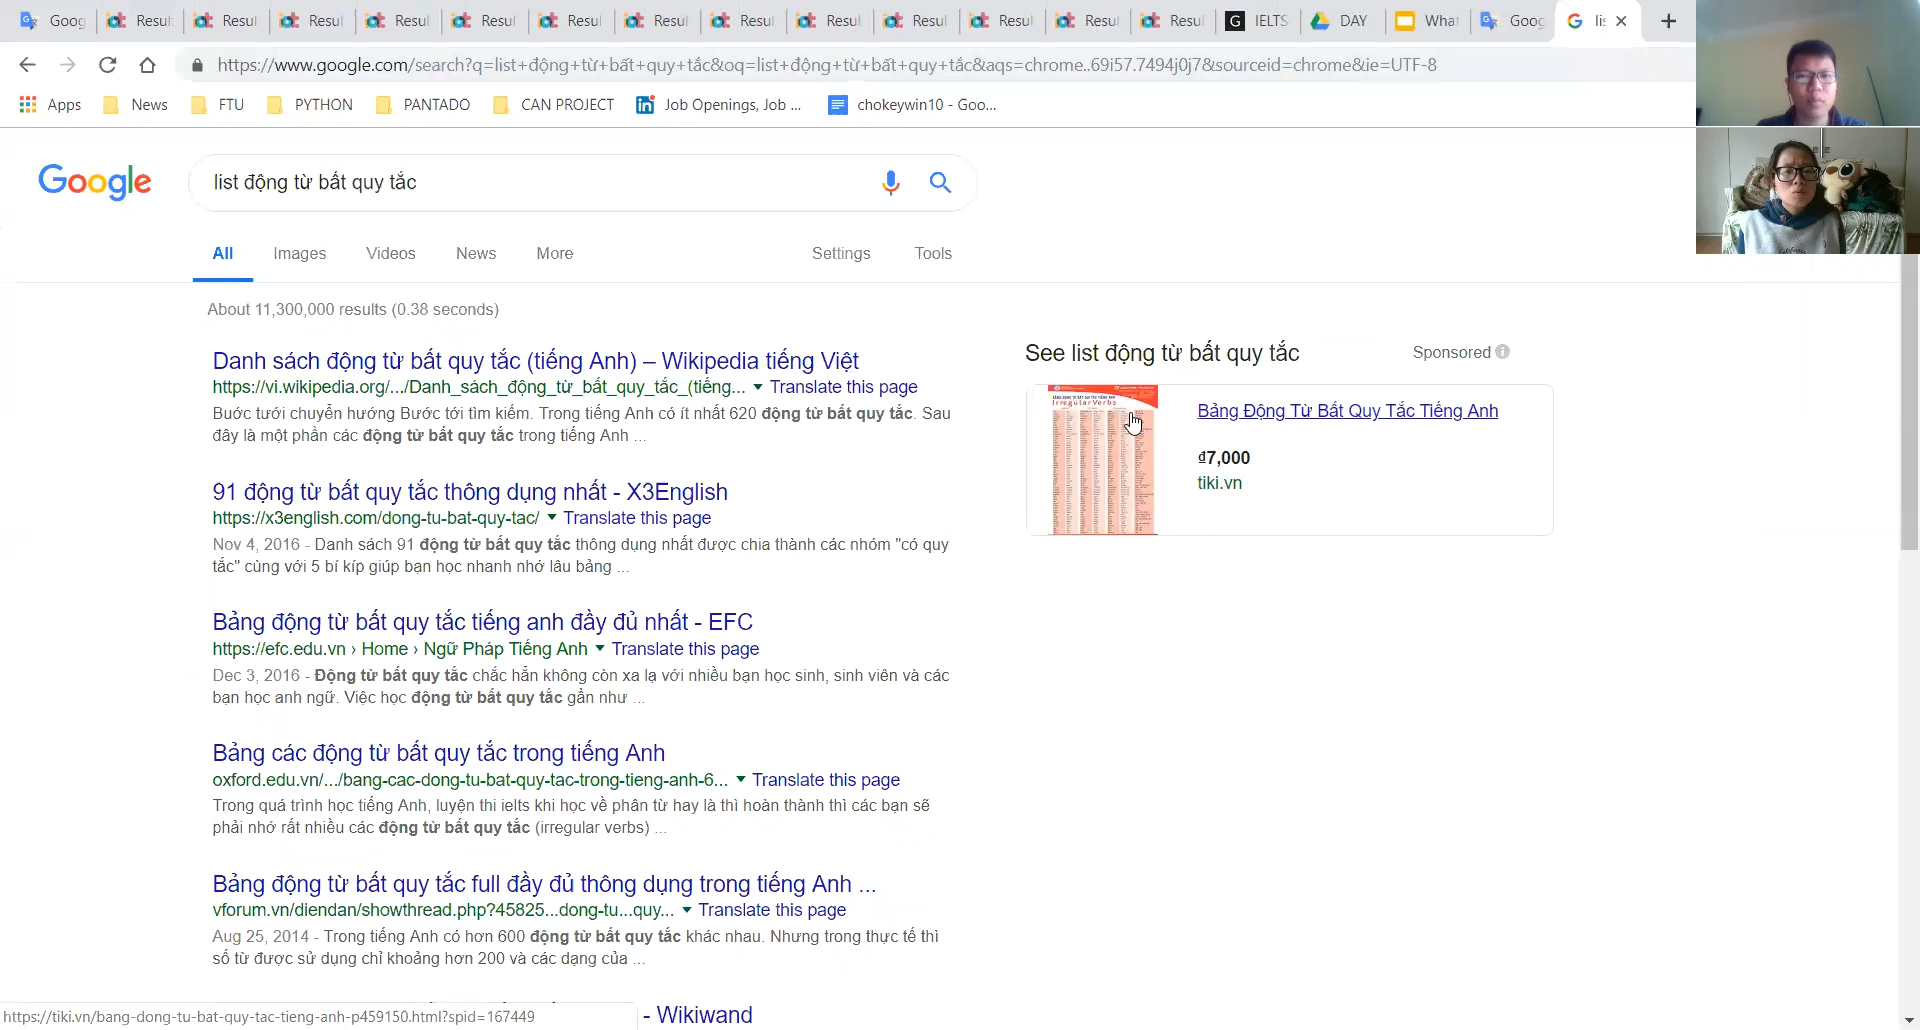 Goog Resul Resul Resul Resul Resul Resul Resul Resul Resul Resul Resul Resul Resul IELTS DAY What Goog lis
https://www.google.com/search?q=list+động+từ+bất+quy+tắc&oq=list+động+từ+bất+quy+tắc&aqs=chrome..69i57.7494j0j7&sourceid=chrome&ie=UTF-8
Apps News FTU PYTHON PANTADO CAN PROJECT Job Openings, Job ... chokeywin10 - Goo...
Google
list động từ bất quy tắc
All Images Videos News More Settings Tools
About 11,300,000 results (0.38 seconds)
Danh sách động từ bất quy tắc (tiếng Anh) – Wikipedia tiếng Việt
https://vi.wikipedia.org/.../Danh_sách_động_từ_bất_quy_tắc_(tiếng... Translate this page
Buớc tưới chuyển hướng Bước tới tìm kiếm. Trong tiếng Anh có ít nhất 620 động từ bất quy tắc. Sau
đây là một phần các động từ bất quy tắc trong tiếng Anh ...
91 động từ bất quy tắc thông dụng nhất - X3English
https://x3english.com/dong-tu-bat-quy-tac/ Translate this page
Nov 4, 2016 - Danh sách 91 động từ bất quy tắc thông dụng nhất được chia thành các nhóm "có quy
tắc" cùng với 5 bí kíp giúp bạn học nhanh nhớ lâu bảng ...
Bảng động từ bất quy tắc tiếng anh đầy đủ nhất - EFC
https://efc.edu.vn › Home › Ngữ Pháp Tiếng Anh Translate this page
Dec 3, 2016 - Động từ bất quy tắc chắc hẳn không còn xa lạ với nhiều bạn học sinh, sinh viên và các
bạn học anh ngữ. Việc học động từ bất quy tắc gần như ...
Bảng các động từ bất quy tắc trong tiếng Anh
oxford.edu.vn/.../bang-cac-dong-tu-bat-quy-tac-trong-tieng-anh-6... Translate this page
Trong quá trình học tiếng Anh, luyện thi ielts khi học về phân từ hay là thì hoàn thành thì các bạn sẽ
phải nhớ rất nhiều các động từ bất quy tắc (irregular verbs) ...
Bảng động từ bất quy tắc full đầy đủ thông dụng trong tiếng Anh ...
vforum.vn/diendan/showthread.php?45825...dong-tu...quy... Translate this page
Aug 25, 2014 - Trong tiếng Anh có hơn 600 động từ bất quy tắc khác nhau. Nhưng trong thực tế thì
số từ được sử dụng chỉ khoảng hơn 200 và các dạng của ...
- Wikiwand
See list động từ bất quy tắc Sponsored
BẢNG ĐỘNG TỪ BẤT QUY TẮC TIẾNG ANH
Irregular Verbs
Bảng Động Từ Bất Quy Tắc Tiếng Anh
₫7,000
tiki.vn
https://tiki.vn/bang-dong-tu-bat-quy-tac-tieng-anh-p459150.html?spid=167449